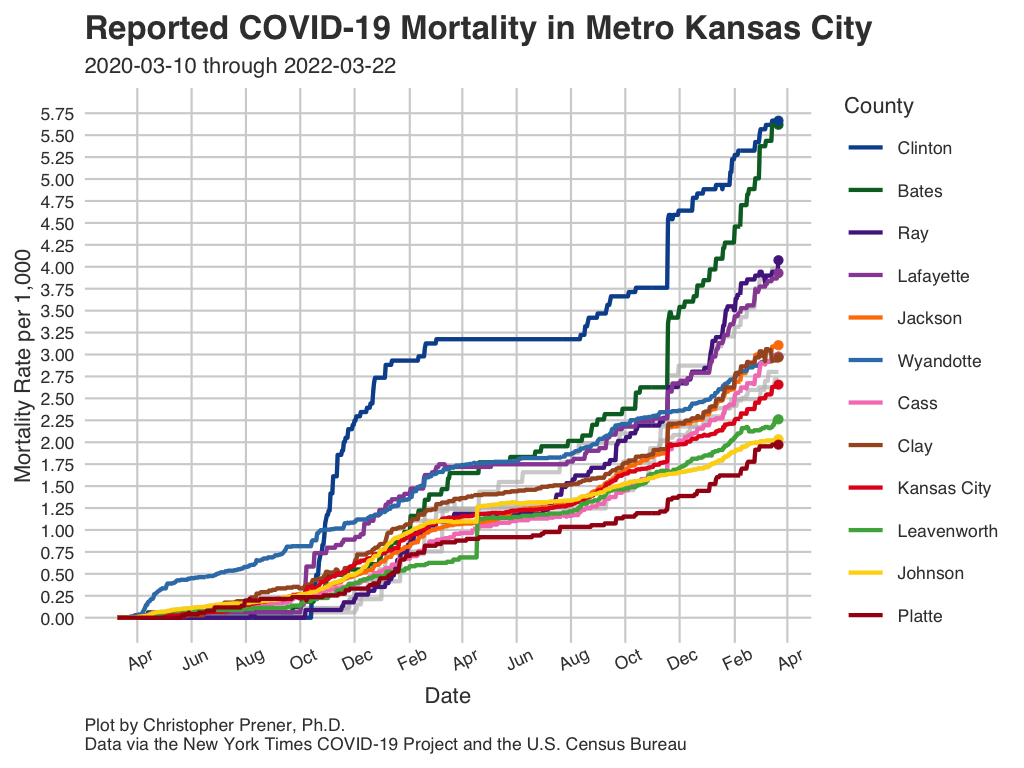 Reported COVID-19 Mortality in Metro Kansas City
2020-03-10 through 2022-03-22
Mortality Rate per 1,000
5.75
5.50
5.25
5.00
4.75
4.50
4.25
4.00
3.75
3.50
3.25
3.00
2.75
2.50
2.25
2.00
1.75
1.50
1.25
1.00
0.75
0.50
0.25
0.00
Apr Jun Aug Oct Dec Feb Apr Jun Aug Oct Dec Feb Apr
Date
County
Clinton
Bates
Ray
Lafayette
Jackson
Wyandotte
Cass
Clay
Kansas City
Leavenworth
Johnson
Platte
Plot by Christopher Prener, Ph.D.
Data via the New York Times COVID-19 Project and the U.S. Census Bureau